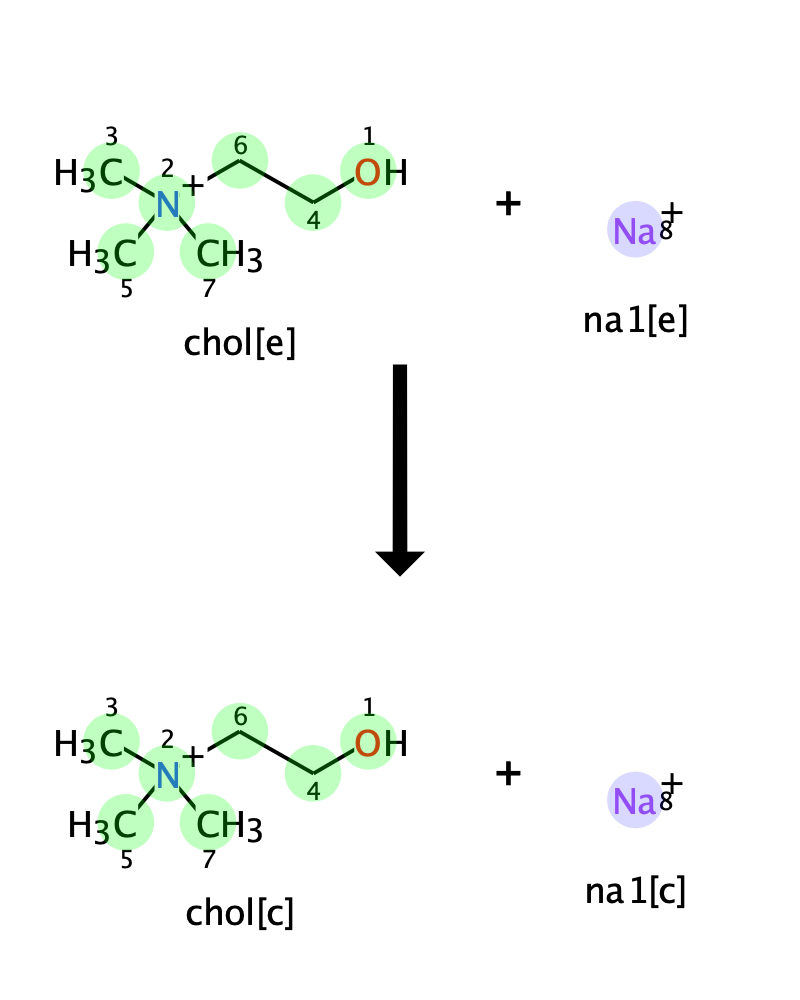 3 6 1
H3C 2 + OH
N + Na+
4 8
H3C CH3
5 7
na1[e]
chol[e]
3 6 1
H3C 2 + OH
N + Na+
4 8
H3C CH3
5 7
na1[c]
chol[c]